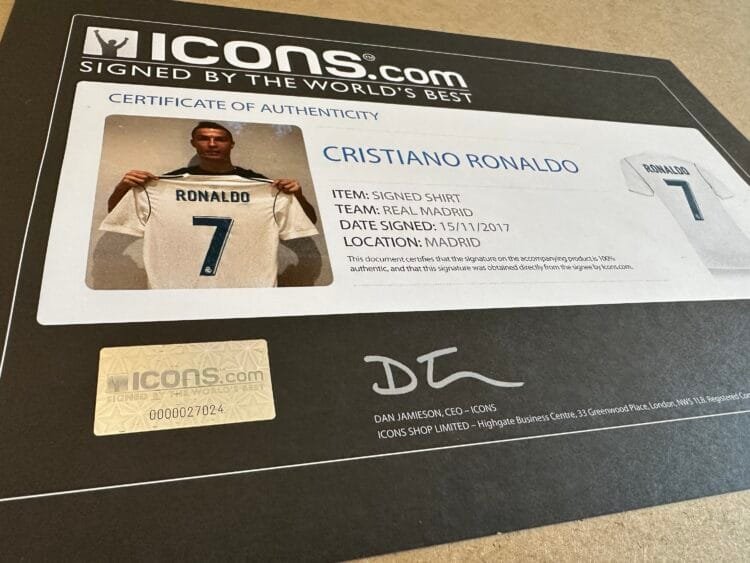 ICONS.com
SIGNED BY THE WORLD'S BEST
CERTIFICATE OF AUTHENTICITY
RONALDO
7
CRISTIANO RONALDO
ITEM: SIGNED SHIRT
TEAM: REAL MADRID
DATE SIGNED: 15/11/2017
LOCATION: MADRID
This document certifies that the signature on the accompanying product is 100%
authentic, and that this signature was obtained directly from the signee by Icons.com.
RONALDO
7
ICONS.com
SIGNED BY THE WORLD'S BEST
0000027024
DAN JAMIESON, CEO – ICONS
ICONS SHOP LIMITED – Highgate Business Centre, 33 Greenwood Place, London, NW5 1LB. Registered Company